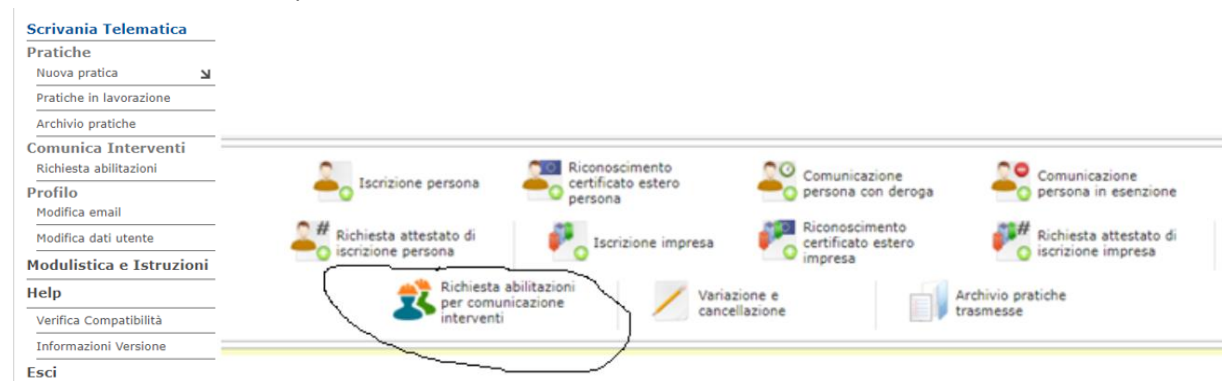 Scrivania Telematica
Pratiche
Nuova pratica
Pratiche in lavorazione
Archivio pratiche
Comunica Interventi
Richiesta abilitazioni
Profilo
Modifica email
Modifica dati utente
Modulistica e Istruzioni
Help
Verifica Compatibilità
Informazioni Versione
Esci
Iscrizione persona
Riconoscimento
certificato estero
persona
Comunicazione
persona con deroga
Comunicazione
persona in esenzione
#
Richiesta attestato di
iscrizione persona
Iscrizione impresa
Riconoscimento
certificato estero
impresa
#
Richiesta attestato di
iscrizione impresa
Richiesta abilitazioni
per comunicazione
interventi
Variazione e
cancellazione
Archivio pratiche
trasmesse